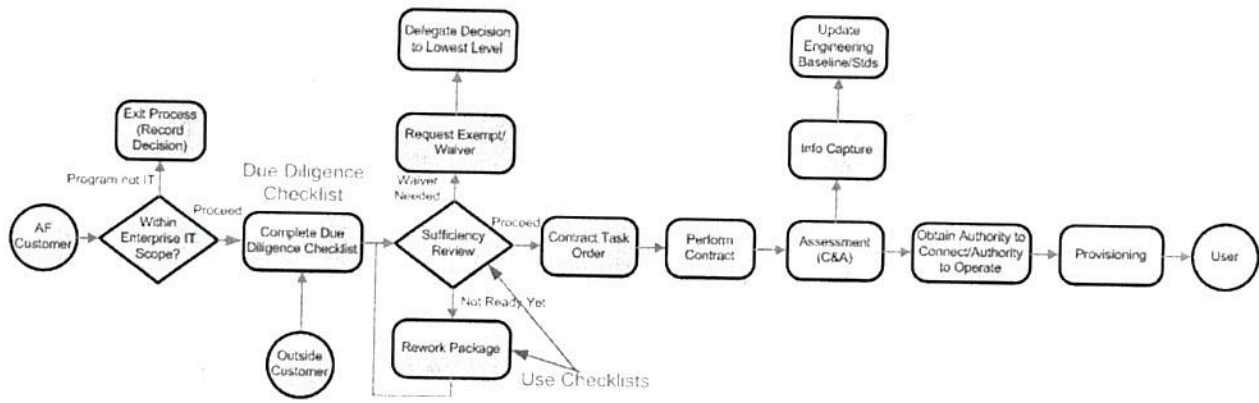 Delegate Decision
to Lowest Level
Update
Engineering
Baseline/Stds
Exit Process
(Record
Decision)
Request Exempt/
Waiver
Info Capture
Program not IT
Due Diligence
Checklist
Waiver
Needed
AF
Customer
Within
Enterprise IT
Scope?
Proceed
Complete Due
Diligence Checklist
Sufficiency
Review
Proceed
Contract Task
Order
Perform
Contract
Assessment
(C&A)
Obtain Authority to
Connect/Authority
to Operate
Provisioning
User
Not Ready Yet
Rework Package
Outside
Customer
Use Checklists